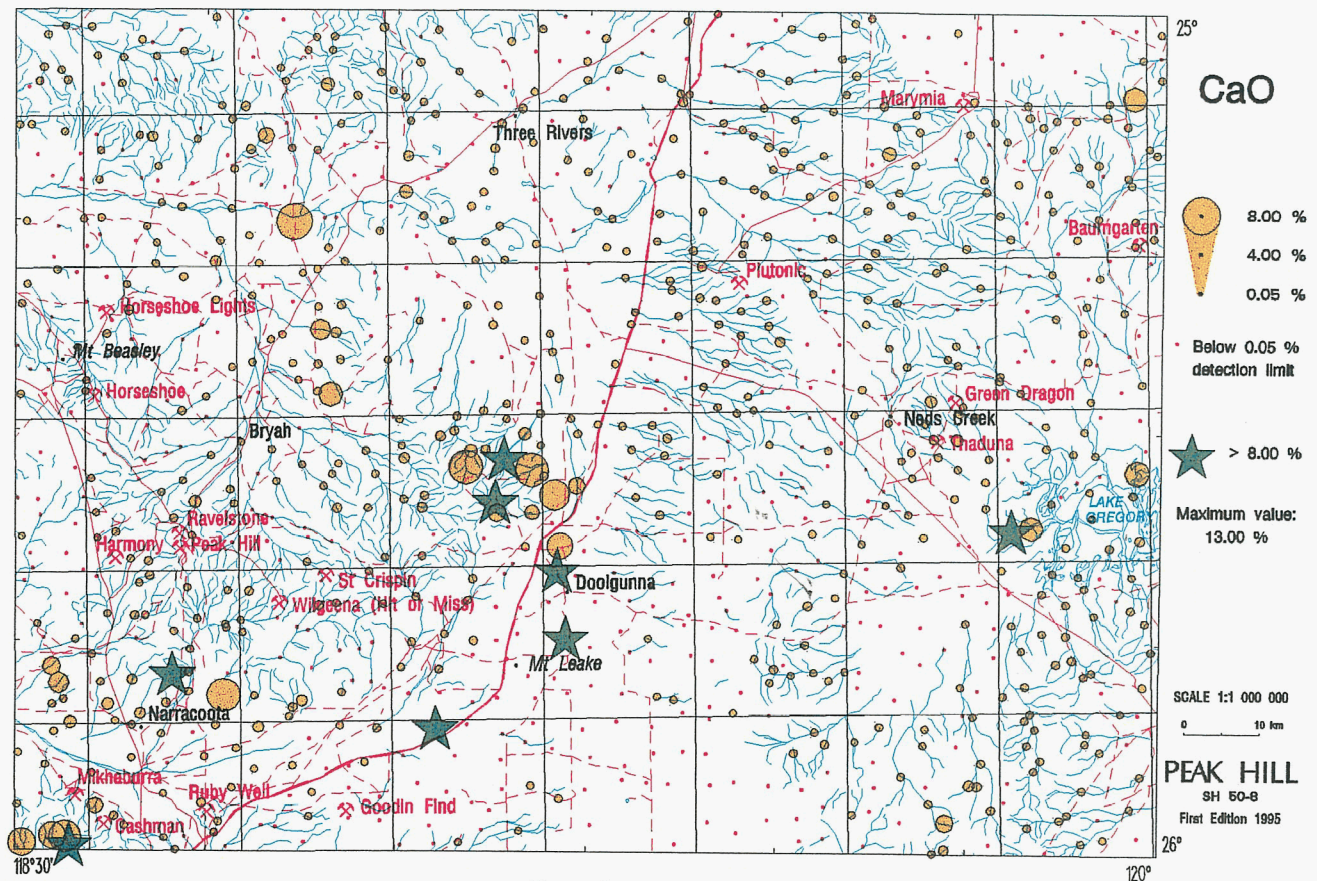 25°
CaO
Marymia
Three Rivers
8.00 %
Baumgarten
4.00 %
Plutonic
0.05 %
Horseshoe Lights
Below 0.05 %
detection limit
Mt Beasley
Horseshoe
Green Dragon
Neds Creek
Bryah
Thaduna
> 8.00 %
LAKE
GREGORY
Maximum value:
13.00 %
Ravelstone
Harmony
Peak Hill
St Crispin
Doolgunna
Wilgeena (Hit or Miss)
Mt Leake
SCALE 1:1 000 000
Narracoota
0 10 km
PEAK HILL
SH 50-8
First Edition 1995
Mikhaburra
Ruby Well
Goodin Find
Cashman
26°
118°30'
120°